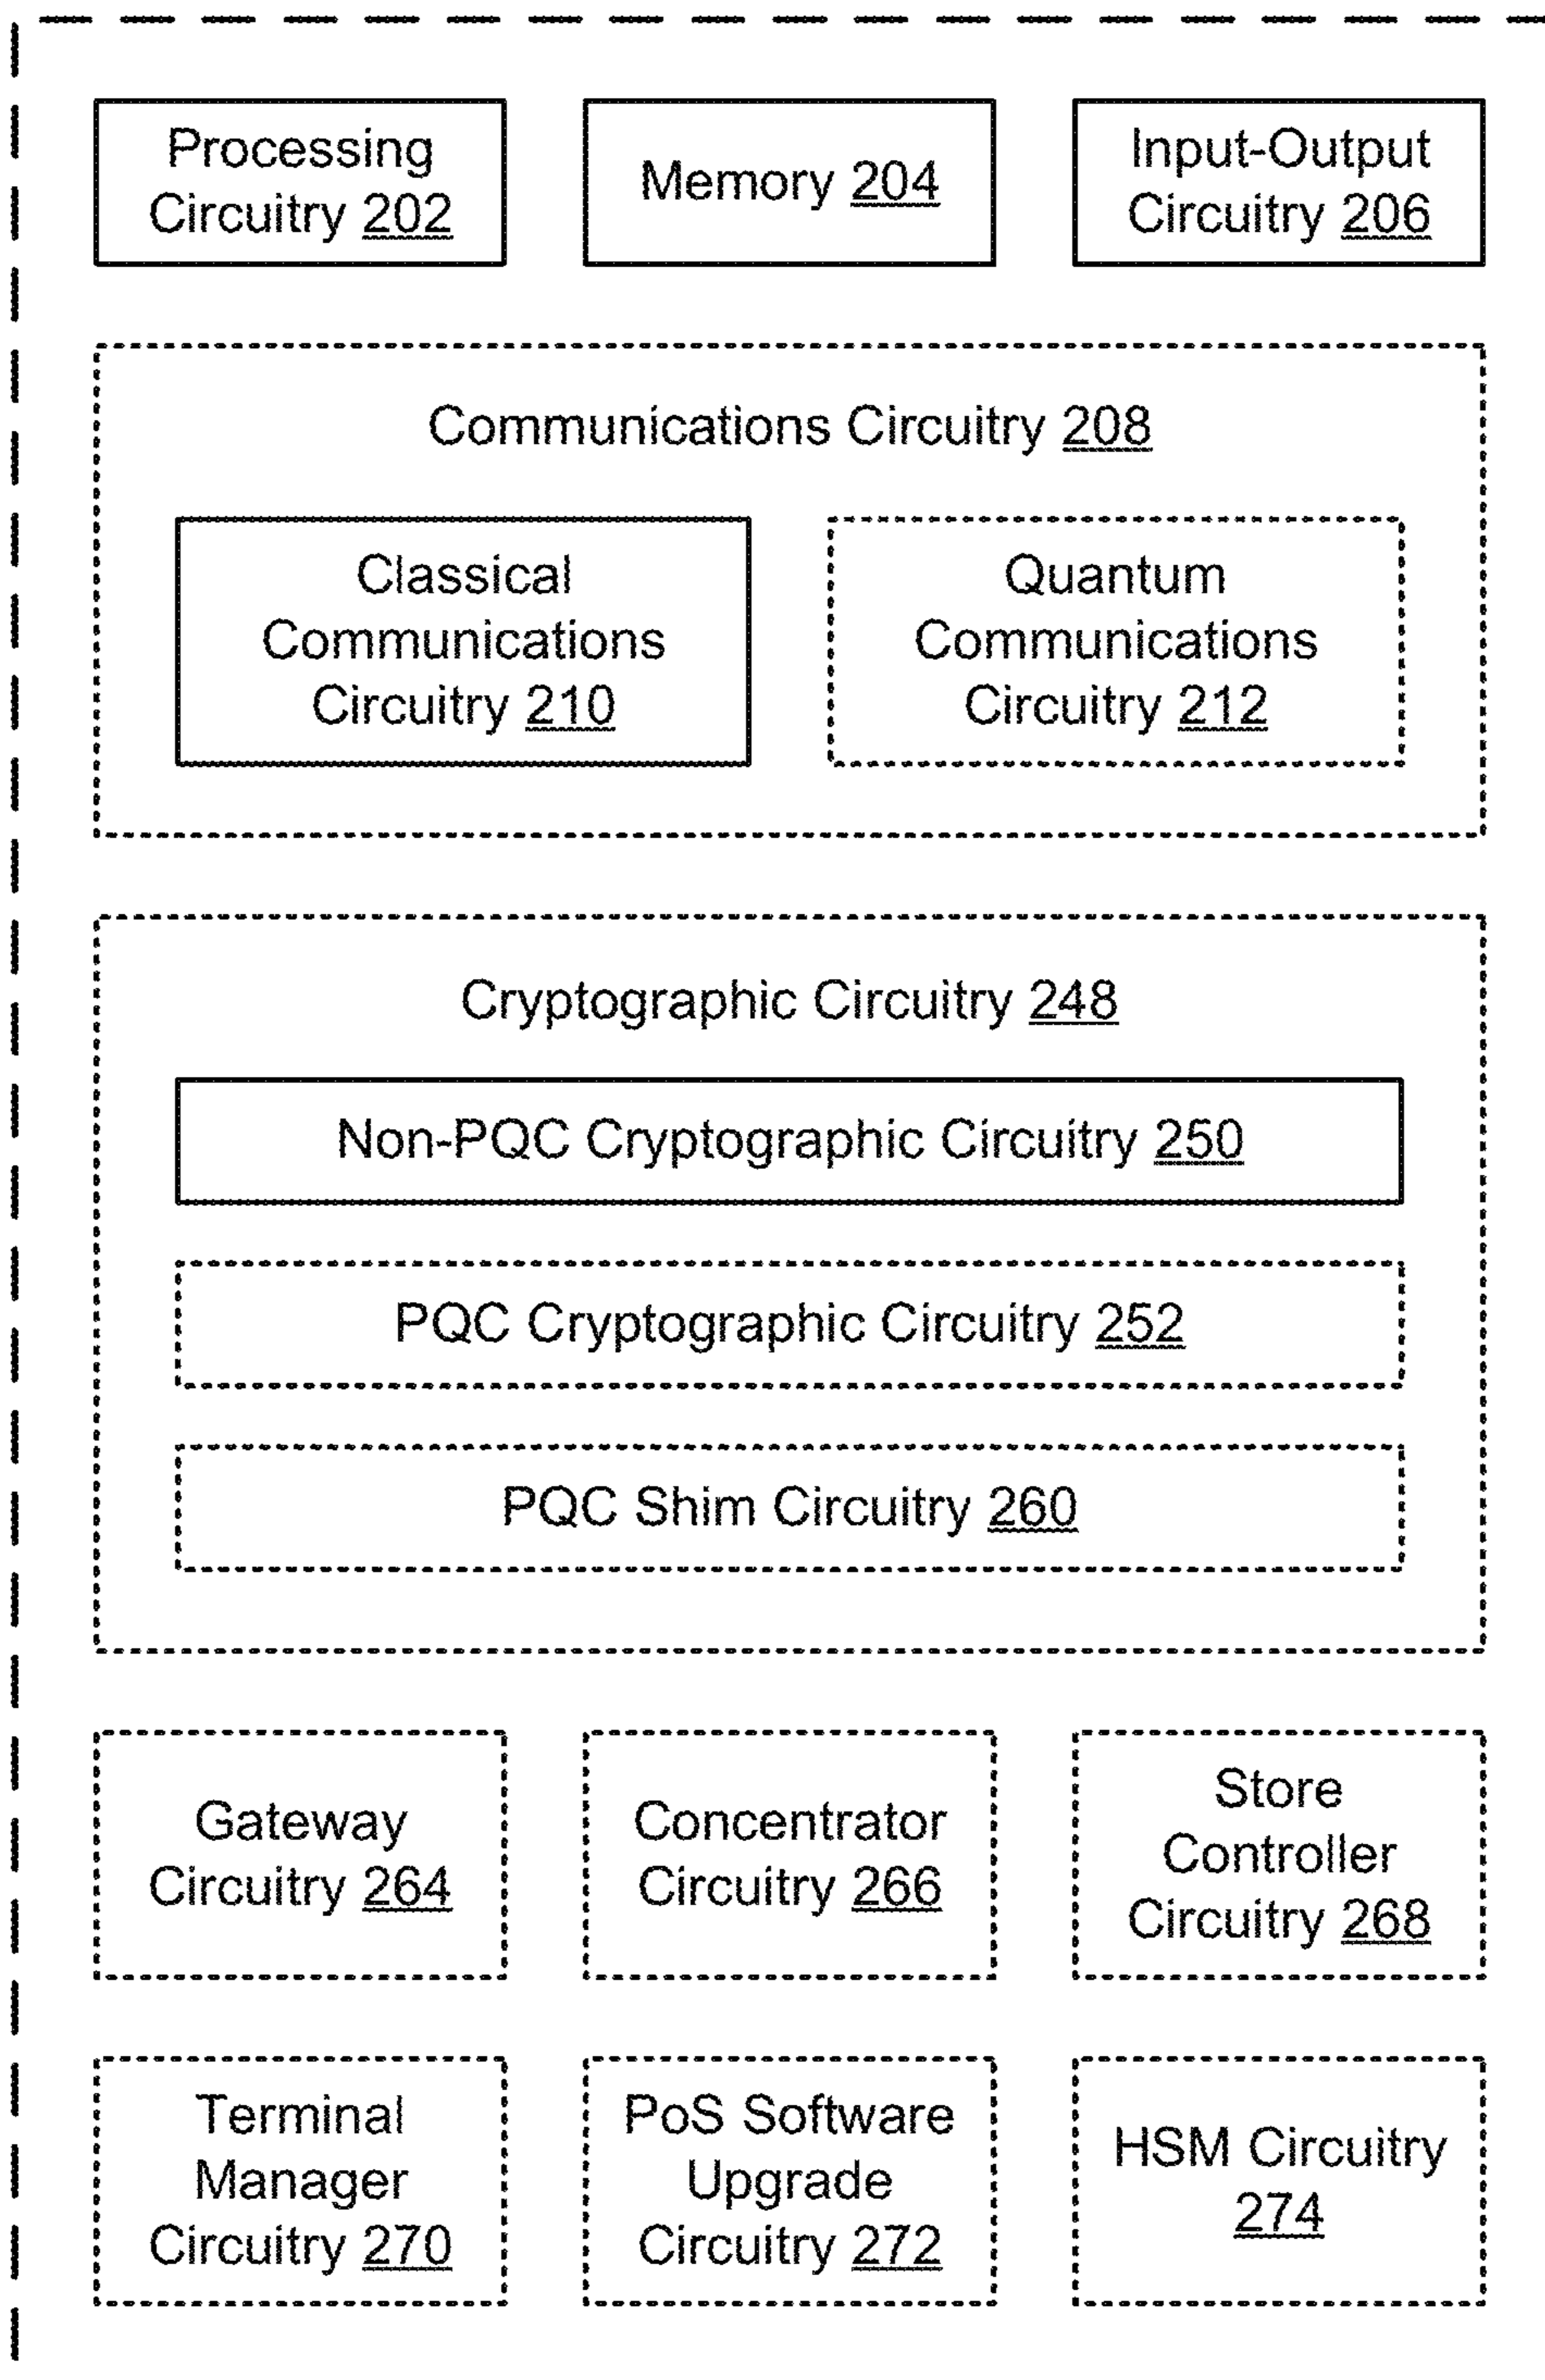 Processing
Circuitry 202
Memory 204
Input-Output
Circuitry 206
Communications Circuitry 208
Classical
Communications
Circuitry 210
Quantum
Communications
Circuitry 212
Cryptographic Circuitry 248
Non-PQC Cryptographic Circuitry 250
PQC Cryptographic Circuitry 252
PQC Shim Circuitry 260
Gateway
Circuitry 264
Concentrator
Circuitry 266
Store
Controller
Circuitry 268
Terminal
Manager
Circuitry 270
PoS Software
Upgrade
Circuitry 272
HSM Circuitry
274